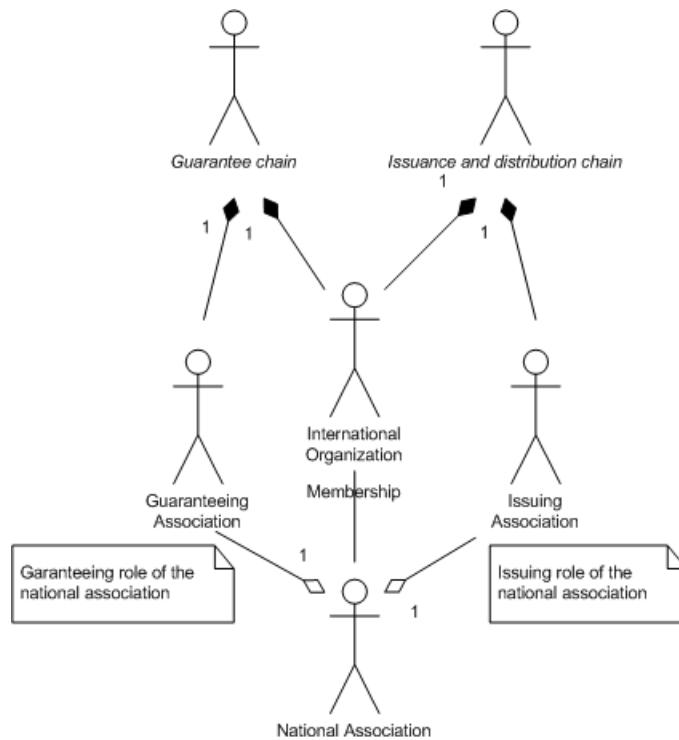 Guarantee chain
Issuance and distribution chain
1
1
1
1
International
Organization
Guaranteeing
Association
Membership
Issuing
Association
Garanteeing role of the
national association
1
Issuing role of the
national association
1
National Association